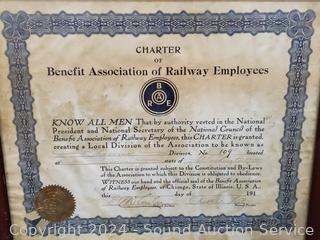 CHARTER
OF
Benefit Association of Railway Employees
B
A
R E
KNOW ALL MEN That by authority vested in the National
President and National Secretary of the National Council of the
Benefit Association of Railway Employees, this CHARTER is granted,
creating a Local Division of the Association to be known as
Division No. 109 located
at state of
This Charter is granted subject to the Constitution and By-Laws
of the Association to which this Division is obligated to obedience.
WITNESS our hand and the official seal of the Benefit Association
of Railway Employees, of Chicago, State of Illinois, U. S. A.,
this day of 191
Copyright 2024 - Sound Auction Service